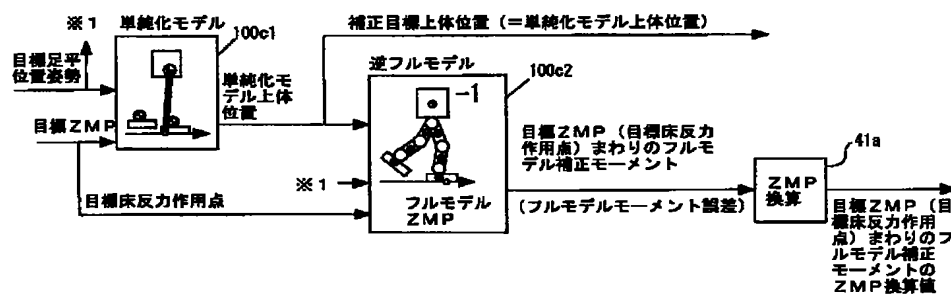 ※1
単純化モデル
100c1
補正目標上体位置(=単純化モデル上体位置)
目標足平
位置姿勢
単純化モ
デル上体
位置
目標ZMP
目標床反力作用点
逆フルモデル
100c2
-1
※1
フルモデル
ZMP
目標ZMP(目標床反力
作用点)まわりのフルモ
デル補正モーメント
(フルモデルモーメント誤差)
41a
ZMP
換算
目標ZMP(目
標床反力作用
点)まわりのフ
ルモデル補正
モーメントの
ZMP換算値